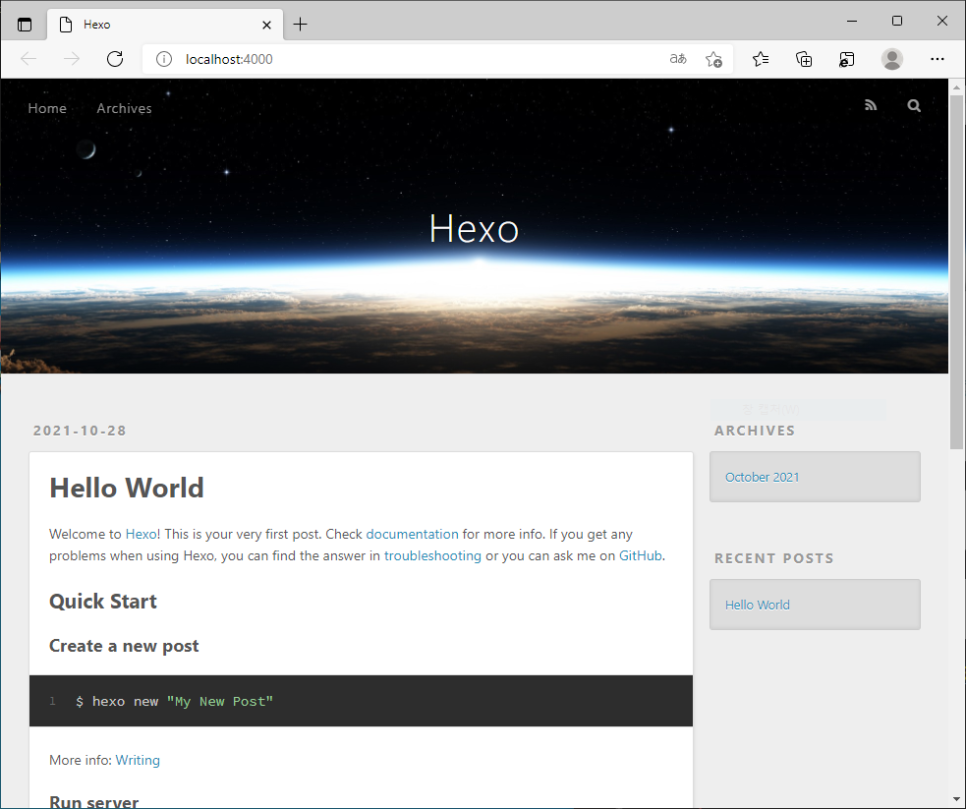 Hexo
localhost:4000
aあ
Home
Archives
Hexo
2021-10-28
Hello World
Welcome to Hexo! This is your very first post. Check documentation for more info. If you get any
problems when using Hexo, you can find the answer in troubleshooting or you can ask me on GitHub.
Quick Start
Create a new post
1 $ hexo new "My New Post"
More info: Writing
Run server
ARCHIVES
October 2021
RECENT POSTS
Hello World